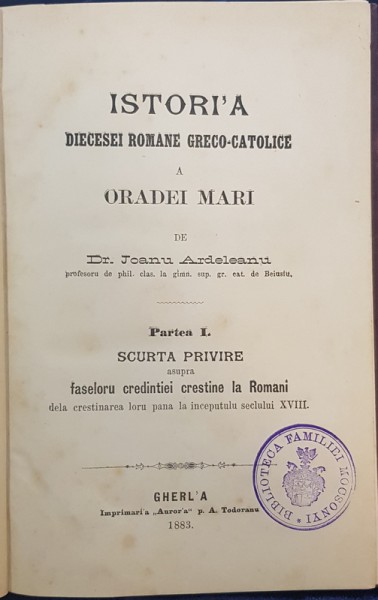 ISTORI'A
DIECESEI ROMANE GRECO-CATOLICE
A
ORADEI MARI
DE
Dr. Joanu Ardeleanu
profesoru de phil. clas. la gimn. sup. gr. cat. de Beiusiu.
Partea I.
SCURTA PRIVIRE
asupra
faseloru credintiei crestine la Romani
dela crestinarea loru pana la inceputulu seclului XVIII.
GHERL'A
Imprimari'a „Auror'a" p. A. Todoranu
1883.
BIBLIOTECA FAMILIEI MOCSONYI